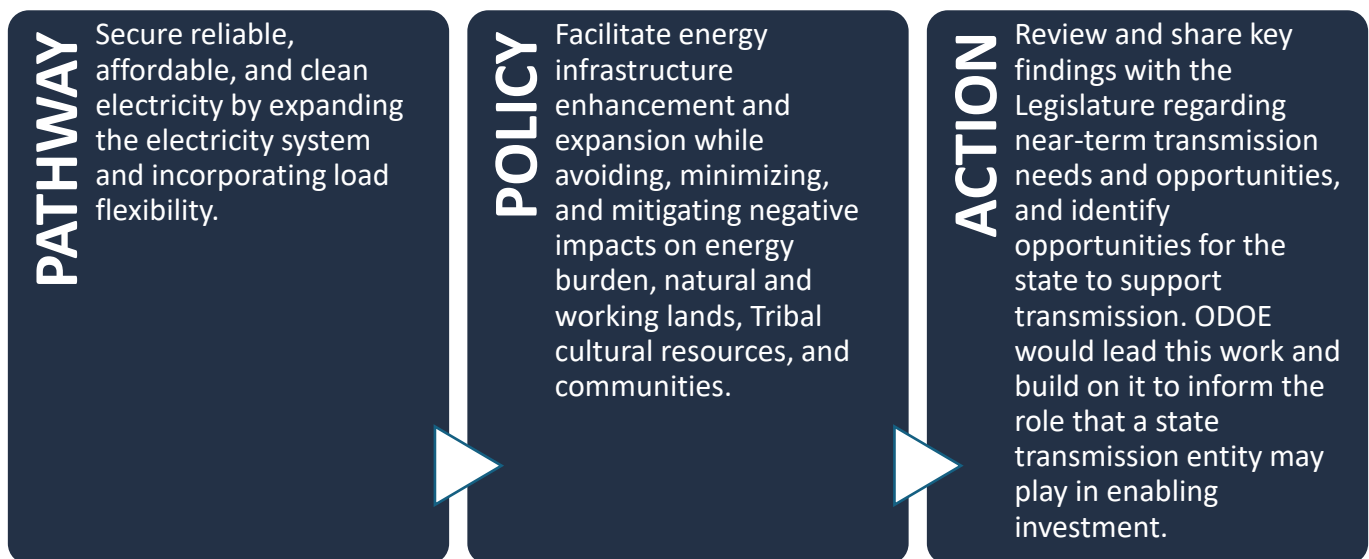 PATHWAY
Secure reliable,
affordable, and clean
electricity by expanding
the electricity system
and incorporating load
flexibility.
POLICY
Facilitate energy
infrastructure
enhancement and
expansion while
avoiding, minimizing,
and mitigating negative
impacts on energy
burden, natural and
working lands, Tribal
cultural resources, and
communities.
ACTION
Review and share key
findings with the
Legislature regarding
near-term transmission
needs and opportunities,
and identify
opportunities for the
state to support
transmission. ODOE
would lead this work and
build on it to inform the
role that a state
transmission entity may
play in enabling
investment.